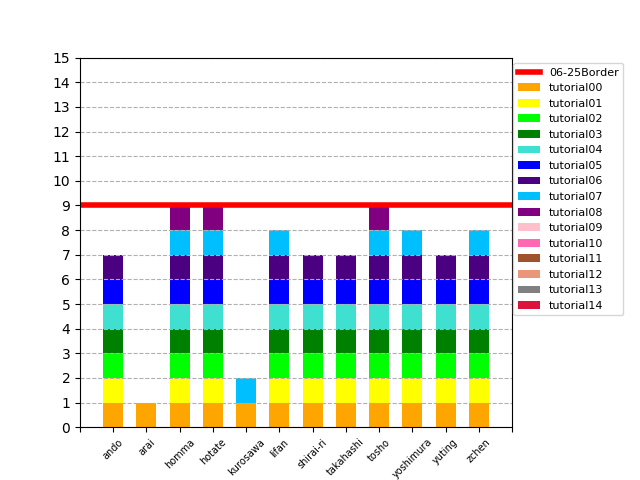 15
14
13
12
11
10
9
8
7
6
5
4
3
2
1
0
06-25Border
tutorial00
tutorial01
tutorial02
tutorial03
tutorial04
tutorial05
tutorial06
tutorial07
tutorial08
tutorial09
tutorial10
tutorial11
tutorial12
tutorial13
tutorial14
ando
arai
homma
hotate
kurosawa
lifan
shirai-ri
takahashi
tosho
yoshimura
yuting
zchen